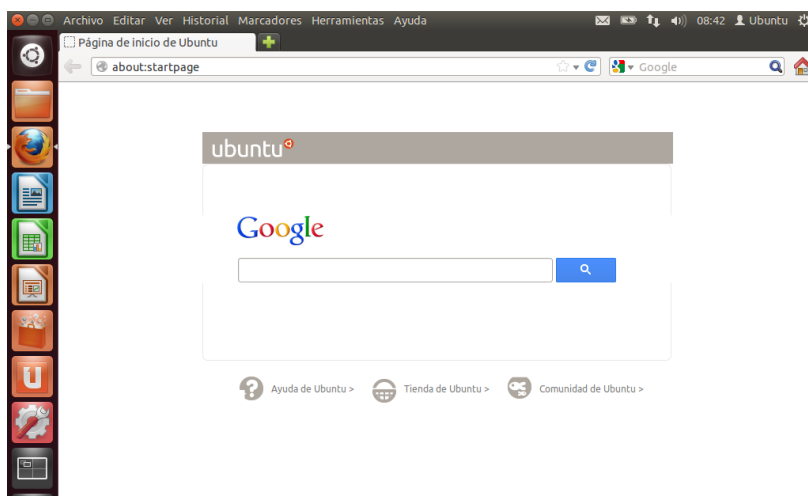 Archivo Editar Ver Historial Marcadores Herramientas Ayuda 08:42 Ubuntu
Página de inicio de Ubuntu
about:startpage Google
ubuntu
Google
Ayuda de Ubuntu > Tienda de Ubuntu > Comunidad de Ubuntu >